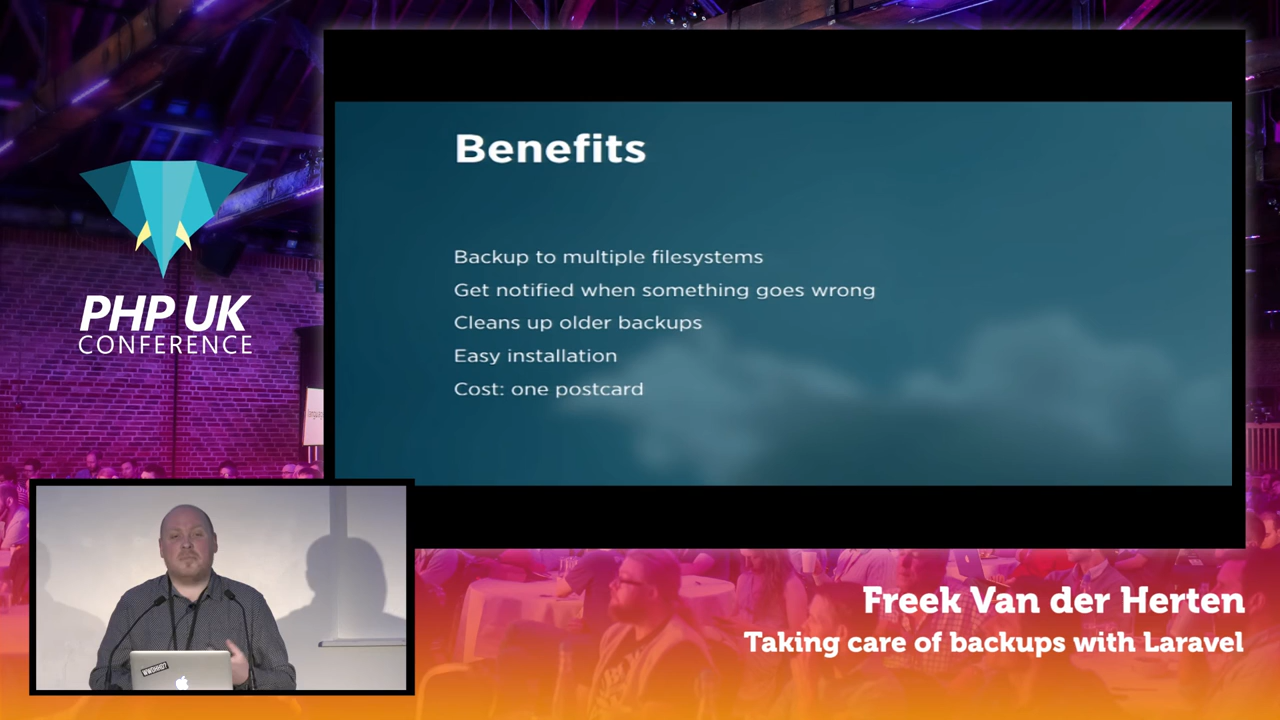 PHP UK
CONFERENCE
Benefits
Backup to multiple filesystems
Get notified when something goes wrong
Cleans up older backups
Easy installation
Cost: one postcard
Freek Van der Herten
Taking care of backups with Laravel